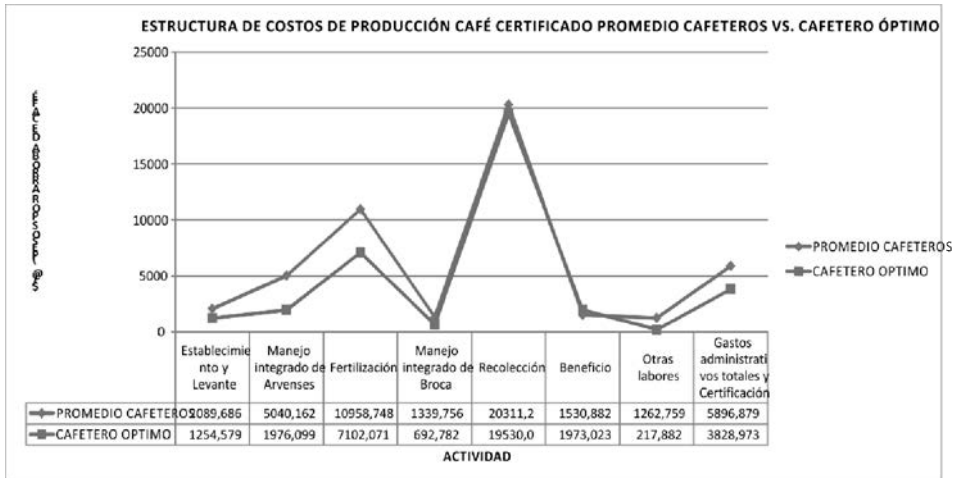 ESTRUCTURA DE COSTOS DE PRODUCCIÓN CAFÉ CERTIFICADO PROMEDIO CAFETEROS VS. CAFETERO ÓPTIMO
25000
20000
15000
10000
5000
0
PROMEDIO CAFETEROS
CAFETERO OPTIMO
Establecimie
nto y
Levante
Manejo
integrado de
Arvenses
Fertilización
Manejo
integrado de
Broca
Recolección
Beneficio
Otras
labores
Gastos
administrati
vos totales y
Certificación
PROMEDIO CAFETEROS 2089,686 5040,162 10958,748 1339,756 20311,2 1530,882 1262,759 5896,879
CAFETERO OPTIMO 1254,579 1976,099 7102,071 692,782 19530,0 1973,023 217,882 3828,973
ACTIVIDAD